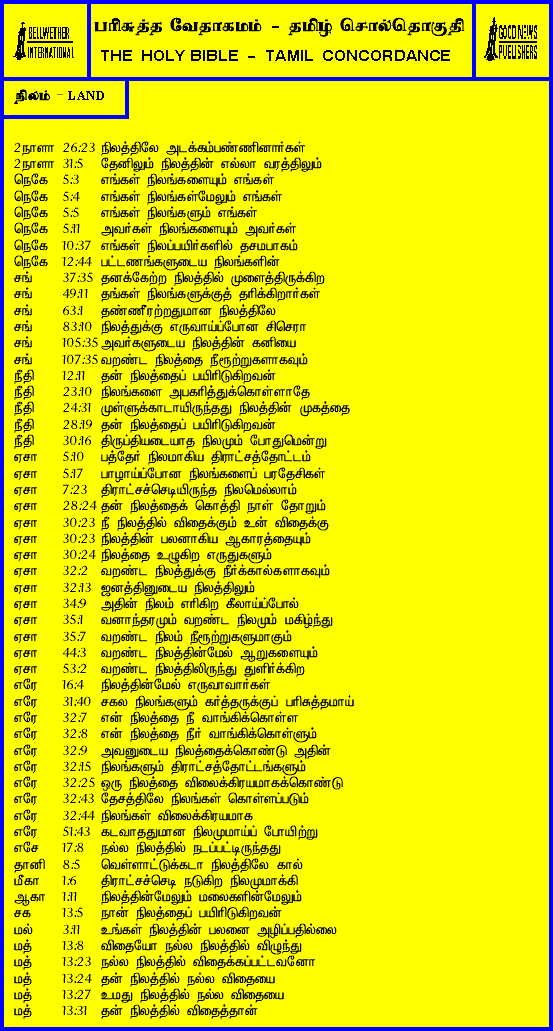 BELLWETHER INTERNATIONAL
பரிசுத்த வேதாகமம் - தமிழ் சொல்தொகுதி
THE HOLY BIBLE - TAMIL CONCORDANCE
GOOD NEWS PUBLISHERS
நிலம் - LAND
2நாளா 26:23 நிலத்திலே அடக்கம்பண்ணினார்கள்
2நாளா 31:5 தேனிலும் நிலத்தின் எல்லா வரத்திலும்
நெகே 5:3 எங்கள் நிலங்களையும் எங்கள்
நெகே 5:4 எங்கள் நிலங்கள்மேலும் எங்கள்
நெகே 5:5 எங்கள் நிலங்களும் எங்கள்
நெகே 5:11 அவர்கள் நிலங்களையும் அவர்கள்
நெகே 10:37 எங்கள் நிலப்பயிர்களில் தசமபாகம்
நெகே 12:44 பட்டணங்களுடைய நிலங்களின்
சங் 37:35 தனக்கேற்ற நிலத்தில் முளைத்திருக்கிற
சங் 49:11 தங்கள் நிலங்களுக்குத் தரிக்கிறார்கள்
சங் 63:1 தண்ணீரற்றதுமான நிலத்திலே
சங் 83:10 நிலத்துக்கு எருவாய்ப்போன சிசெரா
சங் 105:35 அவர்களுடைய நிலத்தின் கனியை
சங் 107:35 வறண்ட நிலத்தை நீரூற்றுகளாகவும்
நீதி 12:11 தன் நிலத்தைப் பயிரிடுகிறவன்
நீதி 23:10 நிலங்களை அபகரித்துக்கொள்ளாதே
நீதி 24:31 முள்ளுக்காடாயிருந்தது நிலத்தின் முகத்தை
நீதி 28:19 தன் நிலத்தைப் பயிரிடுகிறவன்
நீதி 30:16 திருப்தியடையாத நிலமும் போதுமென்று
ஏசா 5:10 பத்தேர் நிலமாகிய திராட்சத்தோட்டம்
ஏசா 5:17 பாழாய்ப்போன நிலங்களைப் பரதேசிகள்
ஏசா 7:23 திராட்சச்செடியிருந்த நிலமெல்லாம்
ஏசா 28:24 தன் நிலத்தைக் கொத்தி நாள் தோறும்
ஏசா 30:23 நீ நிலத்தில் விதைக்கும் உன் விதைக்கு
ஏசா 30:23 நிலத்தின் பலனாகிய ஆகாரத்தையும்
ஏசா 30:24 நிலத்தை உழுகிற எருதுகளும்
ஏசா 32:2 வறண்ட நிலத்துக்கு நீர்க்கால்களாகவும்
ஏசா 32:13 ஜனத்தினுடைய நிலத்திலும்
ஏசா 34:9 அதின் நிலம் எரிகிற கீலாய்ப்போல்
ஏசா 35:1 வனாந்தரமும் வறண்ட நிலமும் மகிழ்ந்து
ஏசா 35:7 வறண்ட நிலம் நீரூற்றுகளுமாகும்
ஏசா 44:3 வறண்ட நிலத்தின்மேல் ஆறுகளையும்
ஏசா 53:2 வறண்ட நிலத்திலிருந்து துளிர்க்கிற
எரே 16:4 நிலத்தின்மேல் எருவாவார்கள்
எரே 31:40 சகல நிலங்களும் கர்த்தருக்குப் பரிசுத்தமாய்
எரே 32:7 என் நிலத்தை நீ வாங்கிக்கொள்ள
எரே 32:8 என் நிலத்தை நீர் வாங்கிக்கொள்ளும்
எரே 32:9 அவனுடைய நிலத்தைக்கொண்டு அதின்
எரே 32:15 நிலங்களும் திராட்சத்தோட்டங்களும்
எரே 32:25 ஒரு நிலத்தை விலைக்கிரயமாகக்கொண்டு
எரே 32:43 தேசத்திலே நிலங்கள் கொள்ளப்படும்
எரே 32:44 நிலங்கள் விலைக்கிரயமாக
எரே 51:43 கடவாததுமான நிலமுமாய்ப் போயிற்று
எசே 17:8 நல்ல நிலத்தில் நடப்பட்டிருந்தது
தானி 8:5 வெள்ளாட்டுக்கடா நிலத்திலே கால்
மீகா 1:6 திராட்சச்செடி நடுகிற நிலமுமாக்கி
ஆகா 1:11 நிலத்தின்மேலும் மலைகளின்மேலும்
சக 13:5 நான் நிலத்தைப் பயிரிடுகிறவன்
மல் 3:11 உங்கள் நிலத்தின் பலனை அழிப்பதில்லை
மத் 13:8 விதையோ நல்ல நிலத்தில் விழுந்து
மத் 13:23 நல்ல நிலத்தில் விதைக்கப்பட்டவனோ
மத் 13:24 தன் நிலத்தில் நல்ல விதையை
மத் 13:27 உமது நிலத்தில் நல்ல விதையை
மத் 13:31 தன் நிலத்தில் விதைத்தான்